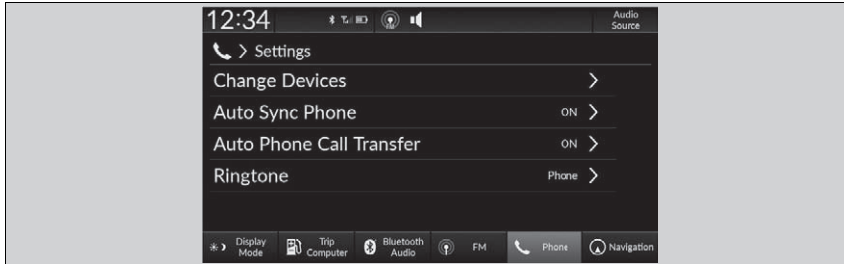 12:34
Audio
Source
Settings
Change Devices
Auto Sync Phone ON
Auto Phone Call Transfer ON
Ringtone Phone
Display
Mode
Trip
Computer
Bluetooth
Audio
FM
Phone
Navigation